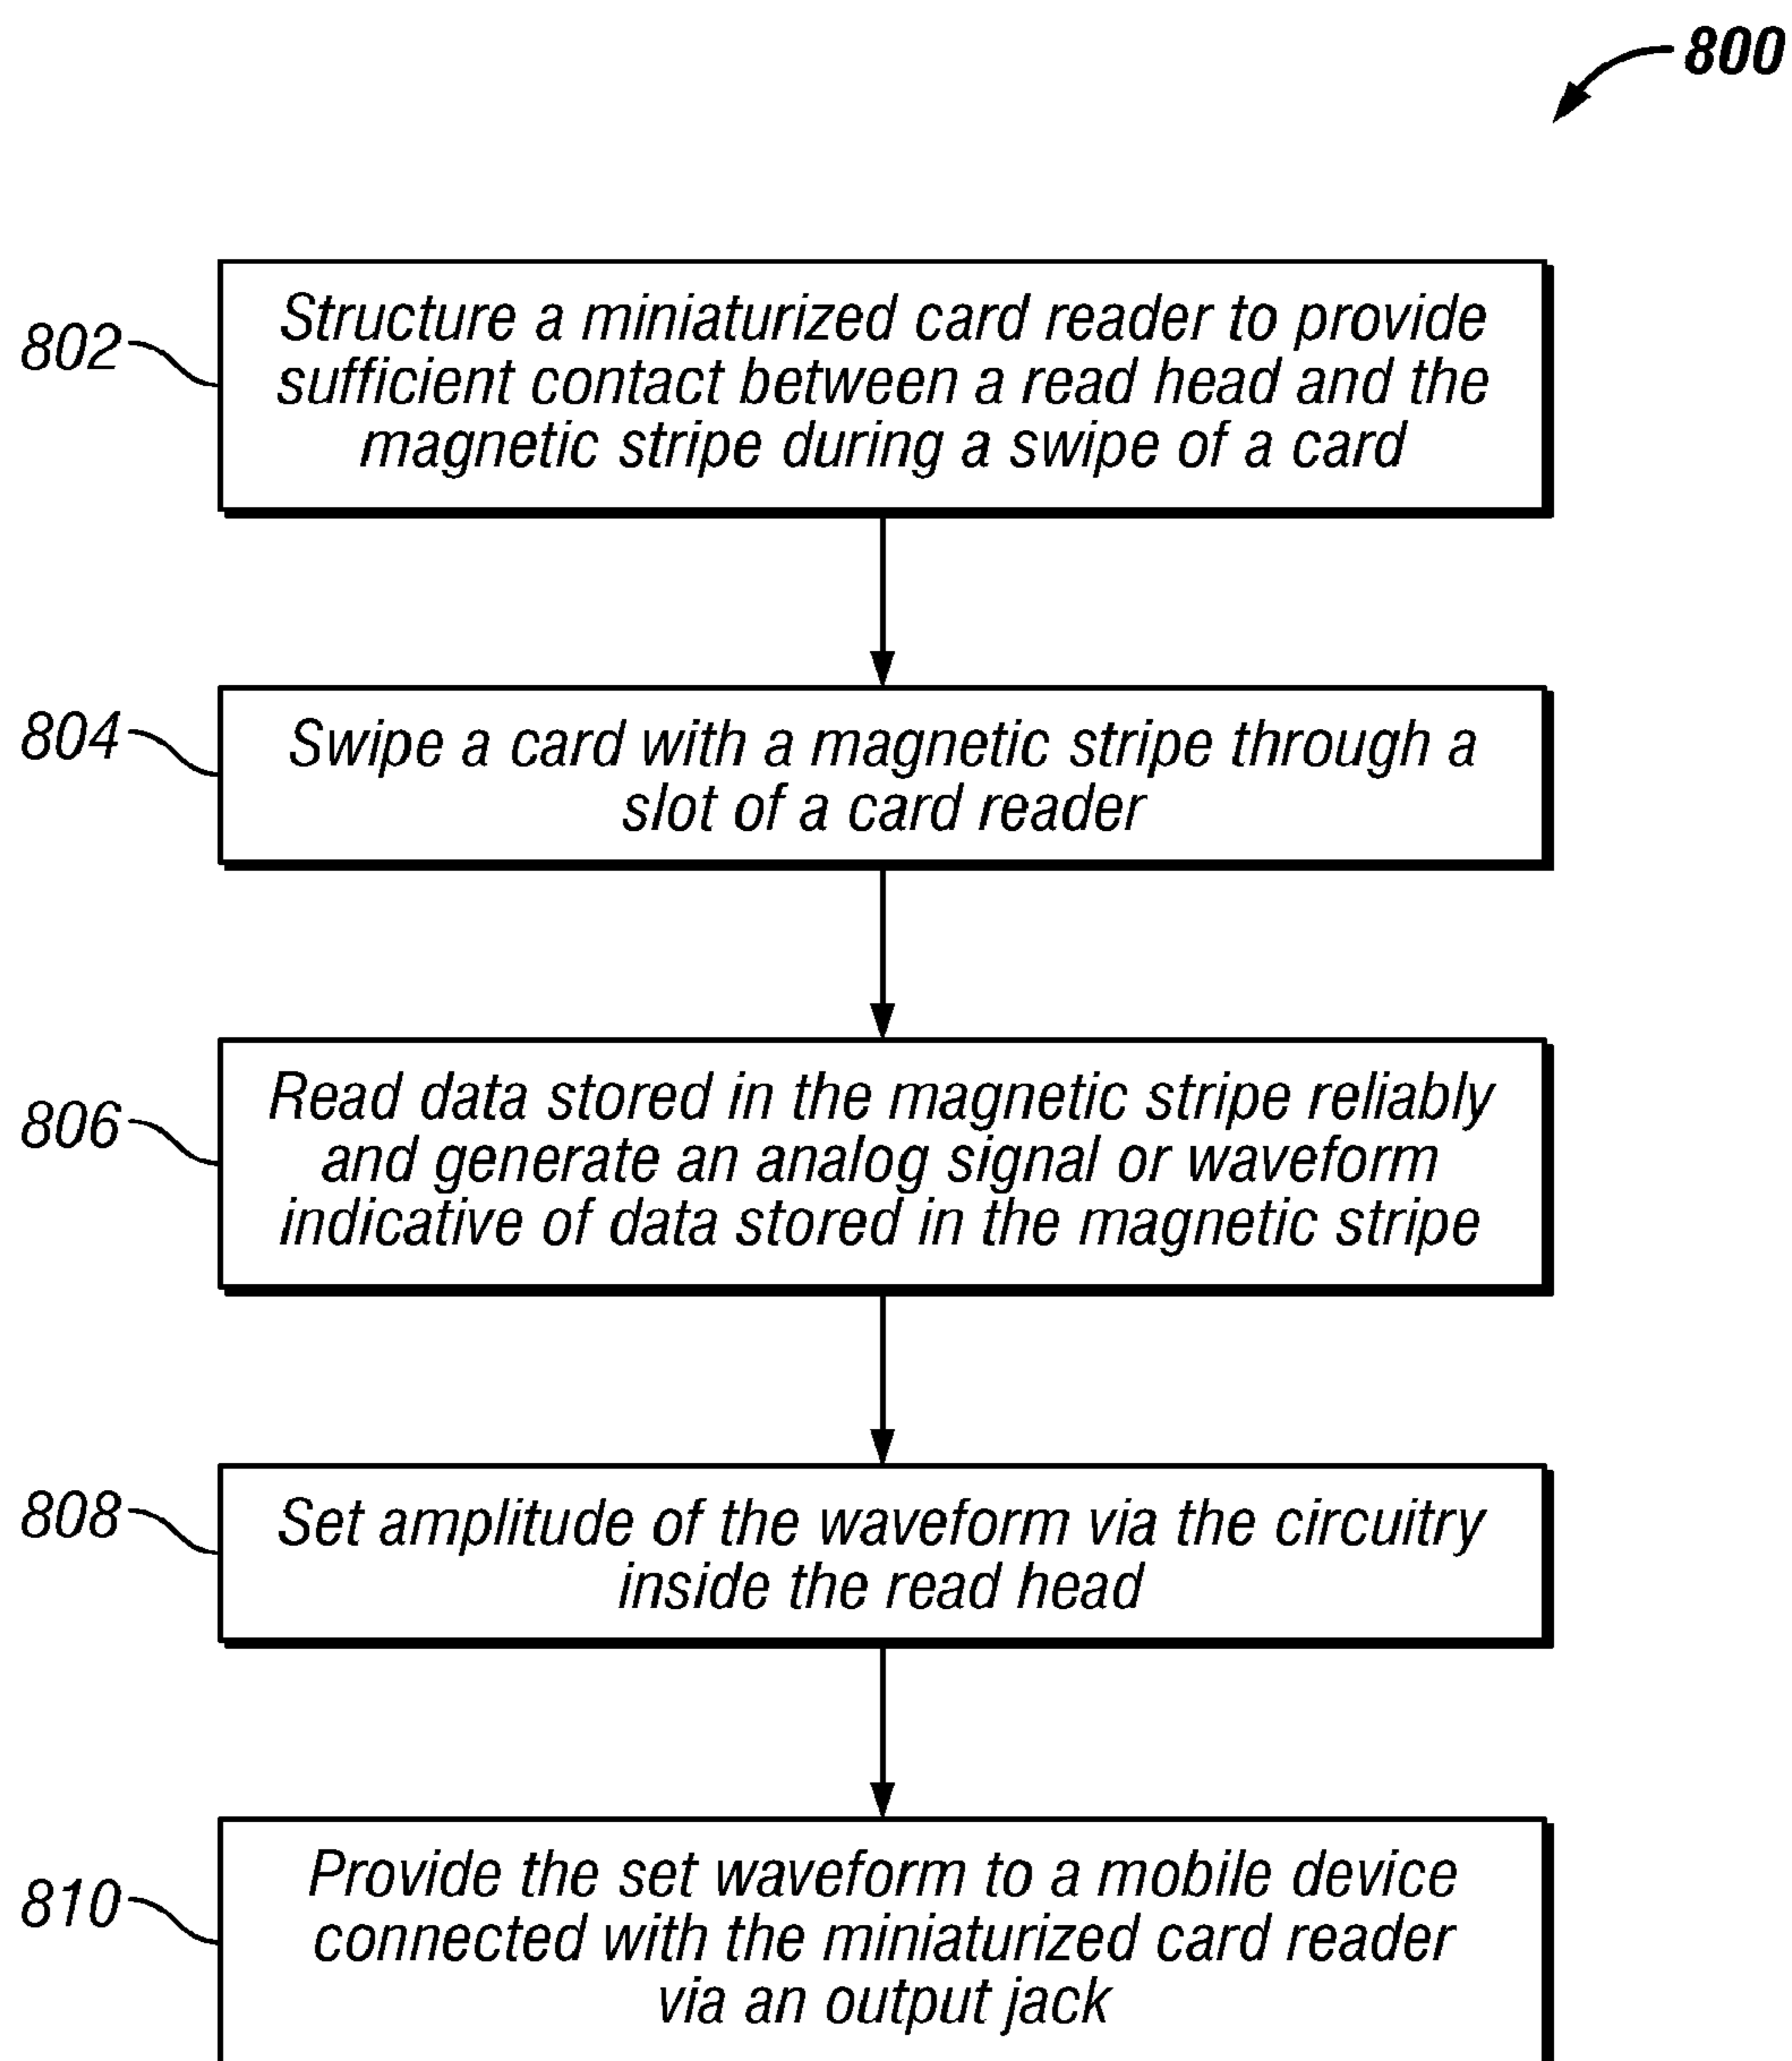 800
802
Structure a miniaturized card reader to provide
sufficient contact between a read head and the
magnetic stripe during a swipe of a card
804
Swipe a card with a magnetic stripe through a
slot of a card reader
806
Read data stored in the magnetic stripe reliably
and generate an analog signal or waveform
indicative of data stored in the magnetic stripe
808
Set amplitude of the waveform via the circuitry
inside the read head
810
Provide the set waveform to a mobile device
connected with the miniaturized card reader
via an output jack